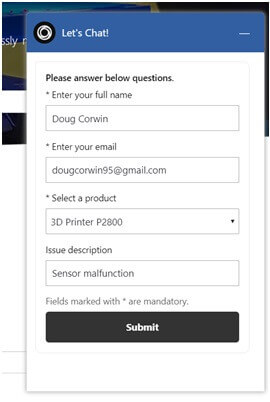 ssly r
Let's Chat!
Please answer below questions.
* Enter your full name
Doug Corwin
* Enter your email
dougcorwin95@gmail.com
* Select a product
3D Printer P2800
Issue description
Sensor malfunction
Fields marked with * are mandatory.
Submit